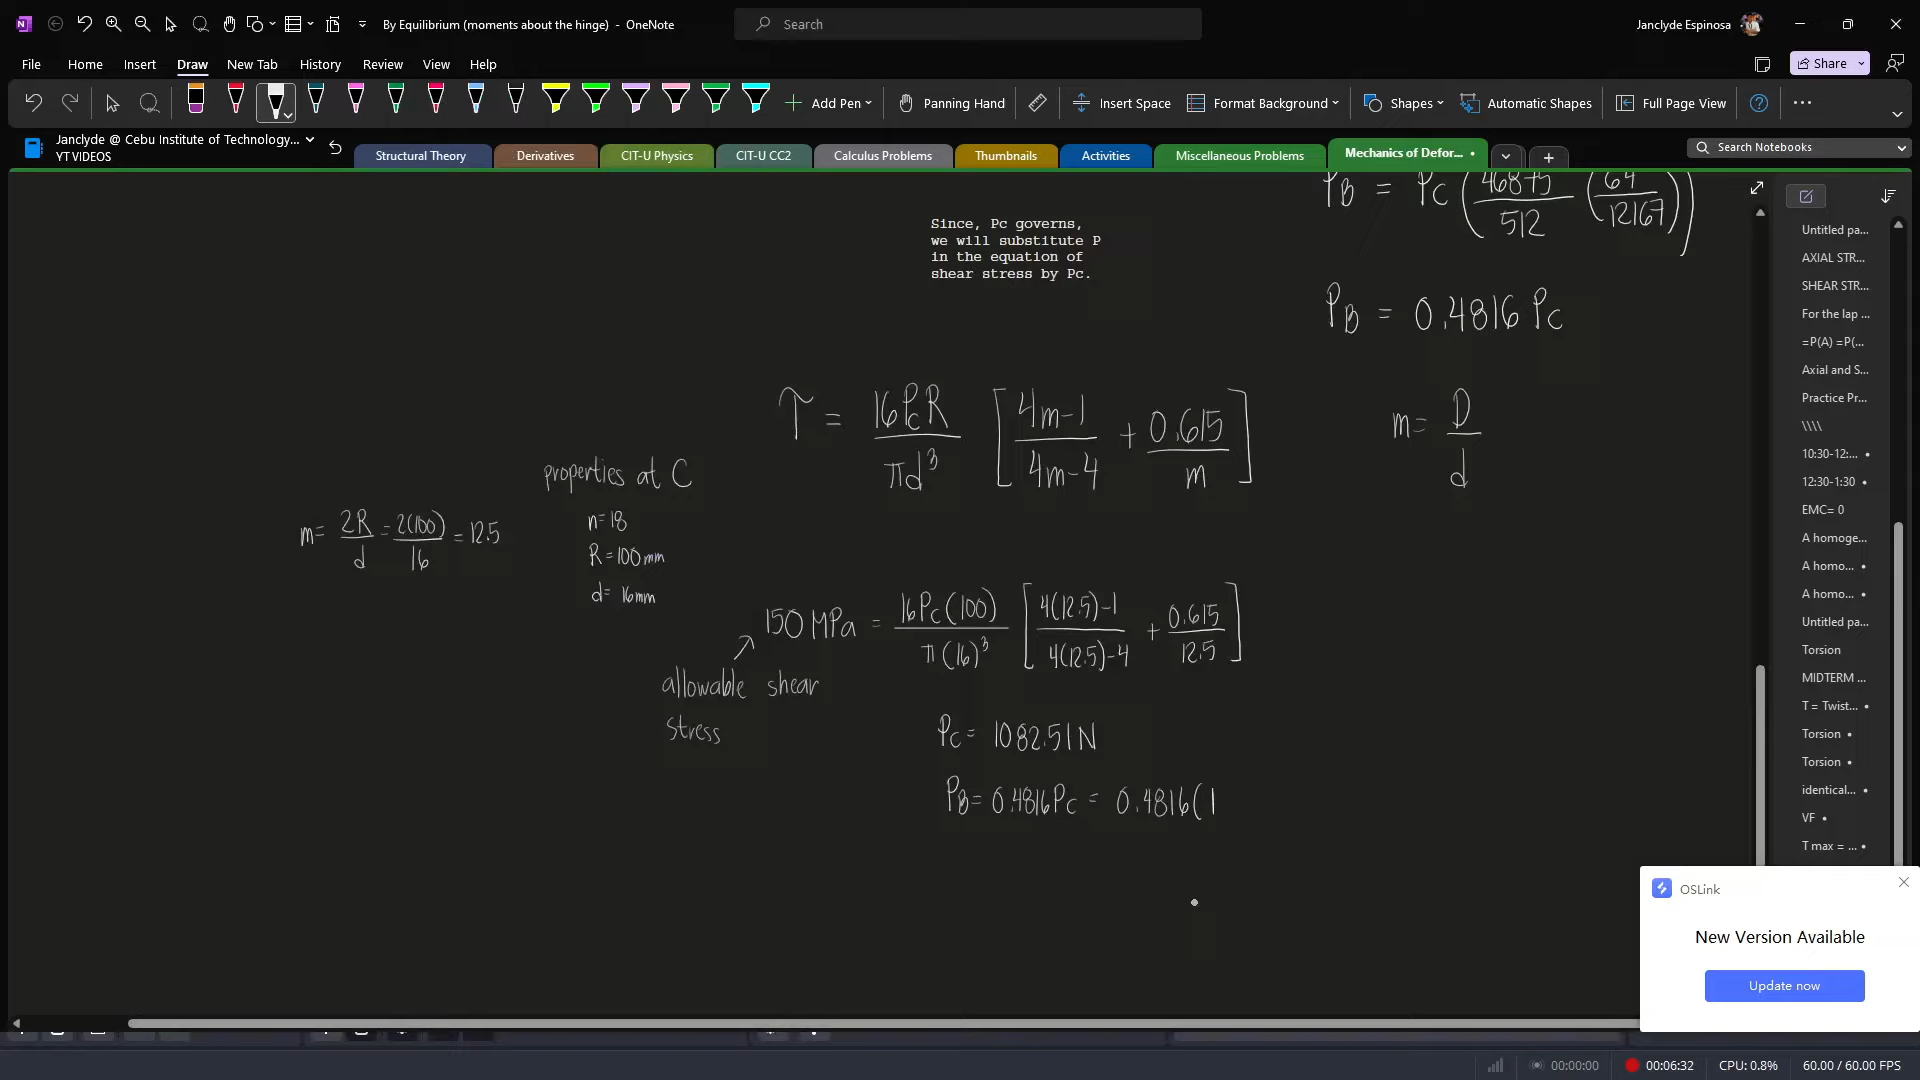 By Equilibrium (moments about the hinge) - OneNote
Search
Janclyde Espinosa
File Home Insert Draw New Tab History Review View Help
Share
Add Pen
Panning Hand
Insert Space
Format Background
Shapes
Automatic Shapes
Full Page View
Janclyde @ Cebu Institute of Technology...
YT VIDEOS
Structural Theory
Derivatives
CIT-U Physics
CIT-U CC2
Calculus Problems
Thumbnails
Activities
Miscellaneous Problems
Mechanics of Defor...
Search Notebooks
PB = PC (46875/512 (64/12167))
Since, Pc governs,
we will substitute P
in the equation of
shear stress by Pc.
PB = 0.4816 PC
τ = 16PcR/πd³ [4m-1/4m-4 + 0.615/m]
m= D/d
properties at C
m= 2R/d = 2(100)/16 = 12.5
n=18
R=100mm
d= 16mm
150 MPa = 16Pc(100)/π(16)³ [4(12.5)-1/4(12.5)-4 + 0.615/12.5]
allowable shear
stress
Pc= 1082.51N
PB= 0.4816Pc = 0.4816(1
Untitled pa...
AXIAL STR...
SHEAR STR...
For the lap ...
=P(A) =P(...
Axial and S...
Practice Pr...
\\\\
10:30-12:...
12:30-1:30
EMC= 0
A homoge...
A homo...
A homo...
Untitled pa...
Torsion
MIDTERM ...
T = Twist...
Torsion
Torsion
identical...
VF
T max = ...
OSLink
New Version Available
Update now
00:00:00
00:06:32
CPU: 0.8%
60.00 / 60.00 FPS